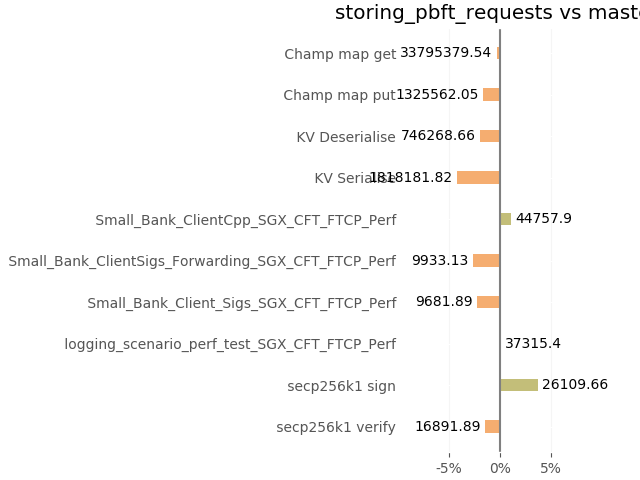 storing_pbft_requests vs maste
Champ map get 33795379.54
Champ map put 1325562.05
KV Deserialise 746268.66
KV Serialise 1818181.82
Small_Bank_ClientCpp_SGX_CFT_FTCP_Perf 44757.9
Small_Bank_ClientSigs_Forwarding_SGX_CFT_FTCP_Perf 9933.13
Small_Bank_Client_Sigs_SGX_CFT_FTCP_Perf 9681.89
logging_scenario_perf_test_SGX_CFT_FTCP_Perf 37315.4
secp256k1 sign 26109.66
secp256k1 verify 16891.89
-5% 0% 5%